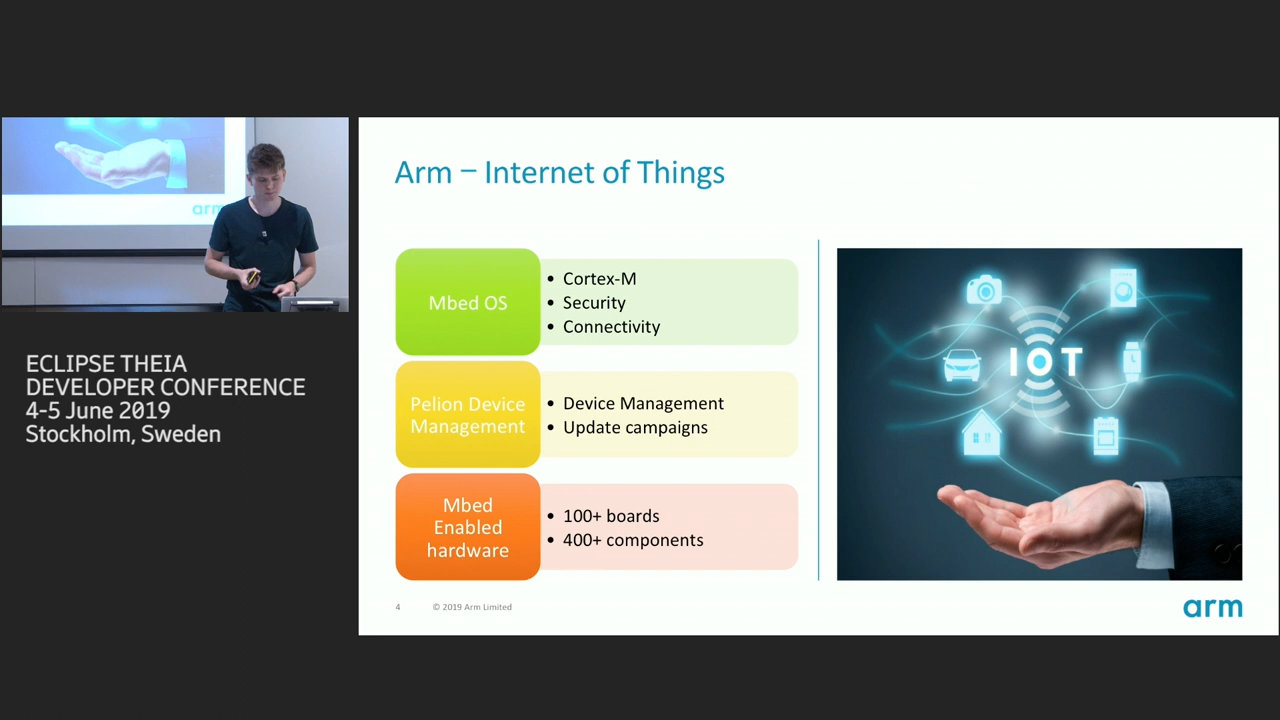 arm
ECLIPSE THEIA
DEVELOPER CONFERENCE
4-5 June 2019
Stockholm, Sweden
Arm – Internet of Things
Mbed OS
• Cortex-M
• Security
• Connectivity
Pelion Device
Management
• Device Management
• Update campaigns
Mbed
Enabled
hardware
• 100+ boards
• 400+ components
IOT
4
© 2019 Arm Limited
arm